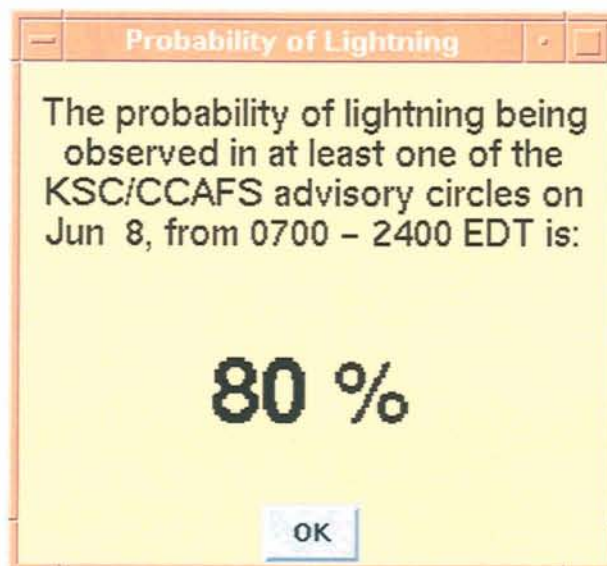 Probability of Lightning
The probability of lightning being
observed in at least one of the
KSC/CCAFS advisory circles on
Jun 8, from 0700 – 2400 EDT is:
80 %
OK